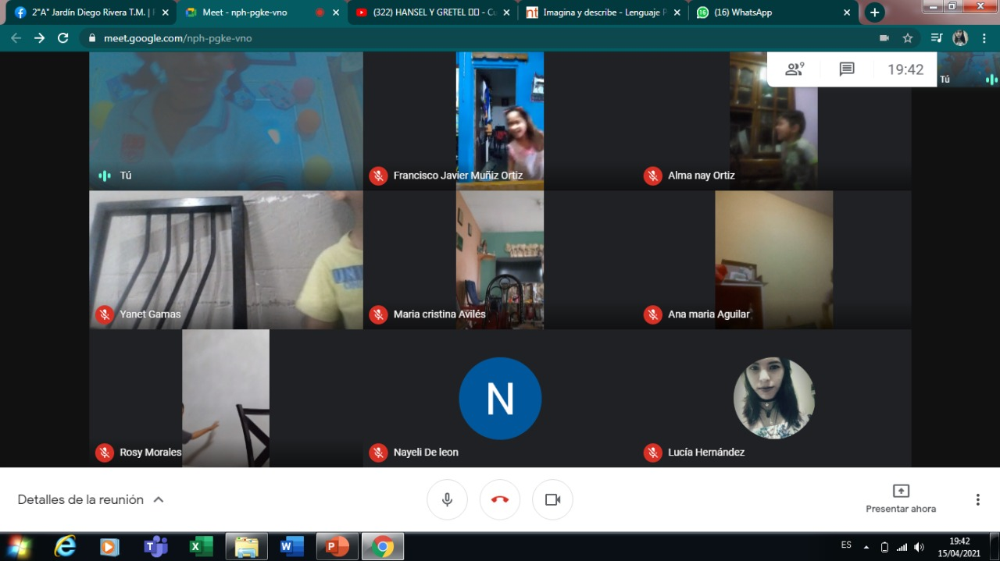 2"A" Jardín Diego Rivera T.M. | F
Meet - nph-pgke-vno
(322) HANSEL Y GRETEL
Imagina y describe - Lenguaje P
(16) WhatsApp
meet.google.com/nph-pgke-vno
9
19:42
Tú
Tú
Francisco Javier Muñiz Ortiz
Alma nay Ortiz
Yanet Gamas
Maria cristina Avilés
Ana maria Aguilar
Rosy Morales
N
Nayeli De leon
Lucía Hernández
Detalles de la reunión
Presentar ahora
ES
19:42
15/04/2021